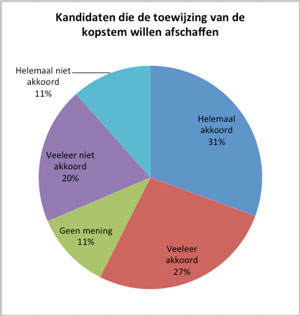 Kandidaten die de toewijzing van de
kopstem willen afschaffen
Helemaal niet
akkoord
11%
Helemaal
akkoord
31%
Veeleer niet
akkoord
20%
Geen mening
11%
Veeleer
akkoord
27%